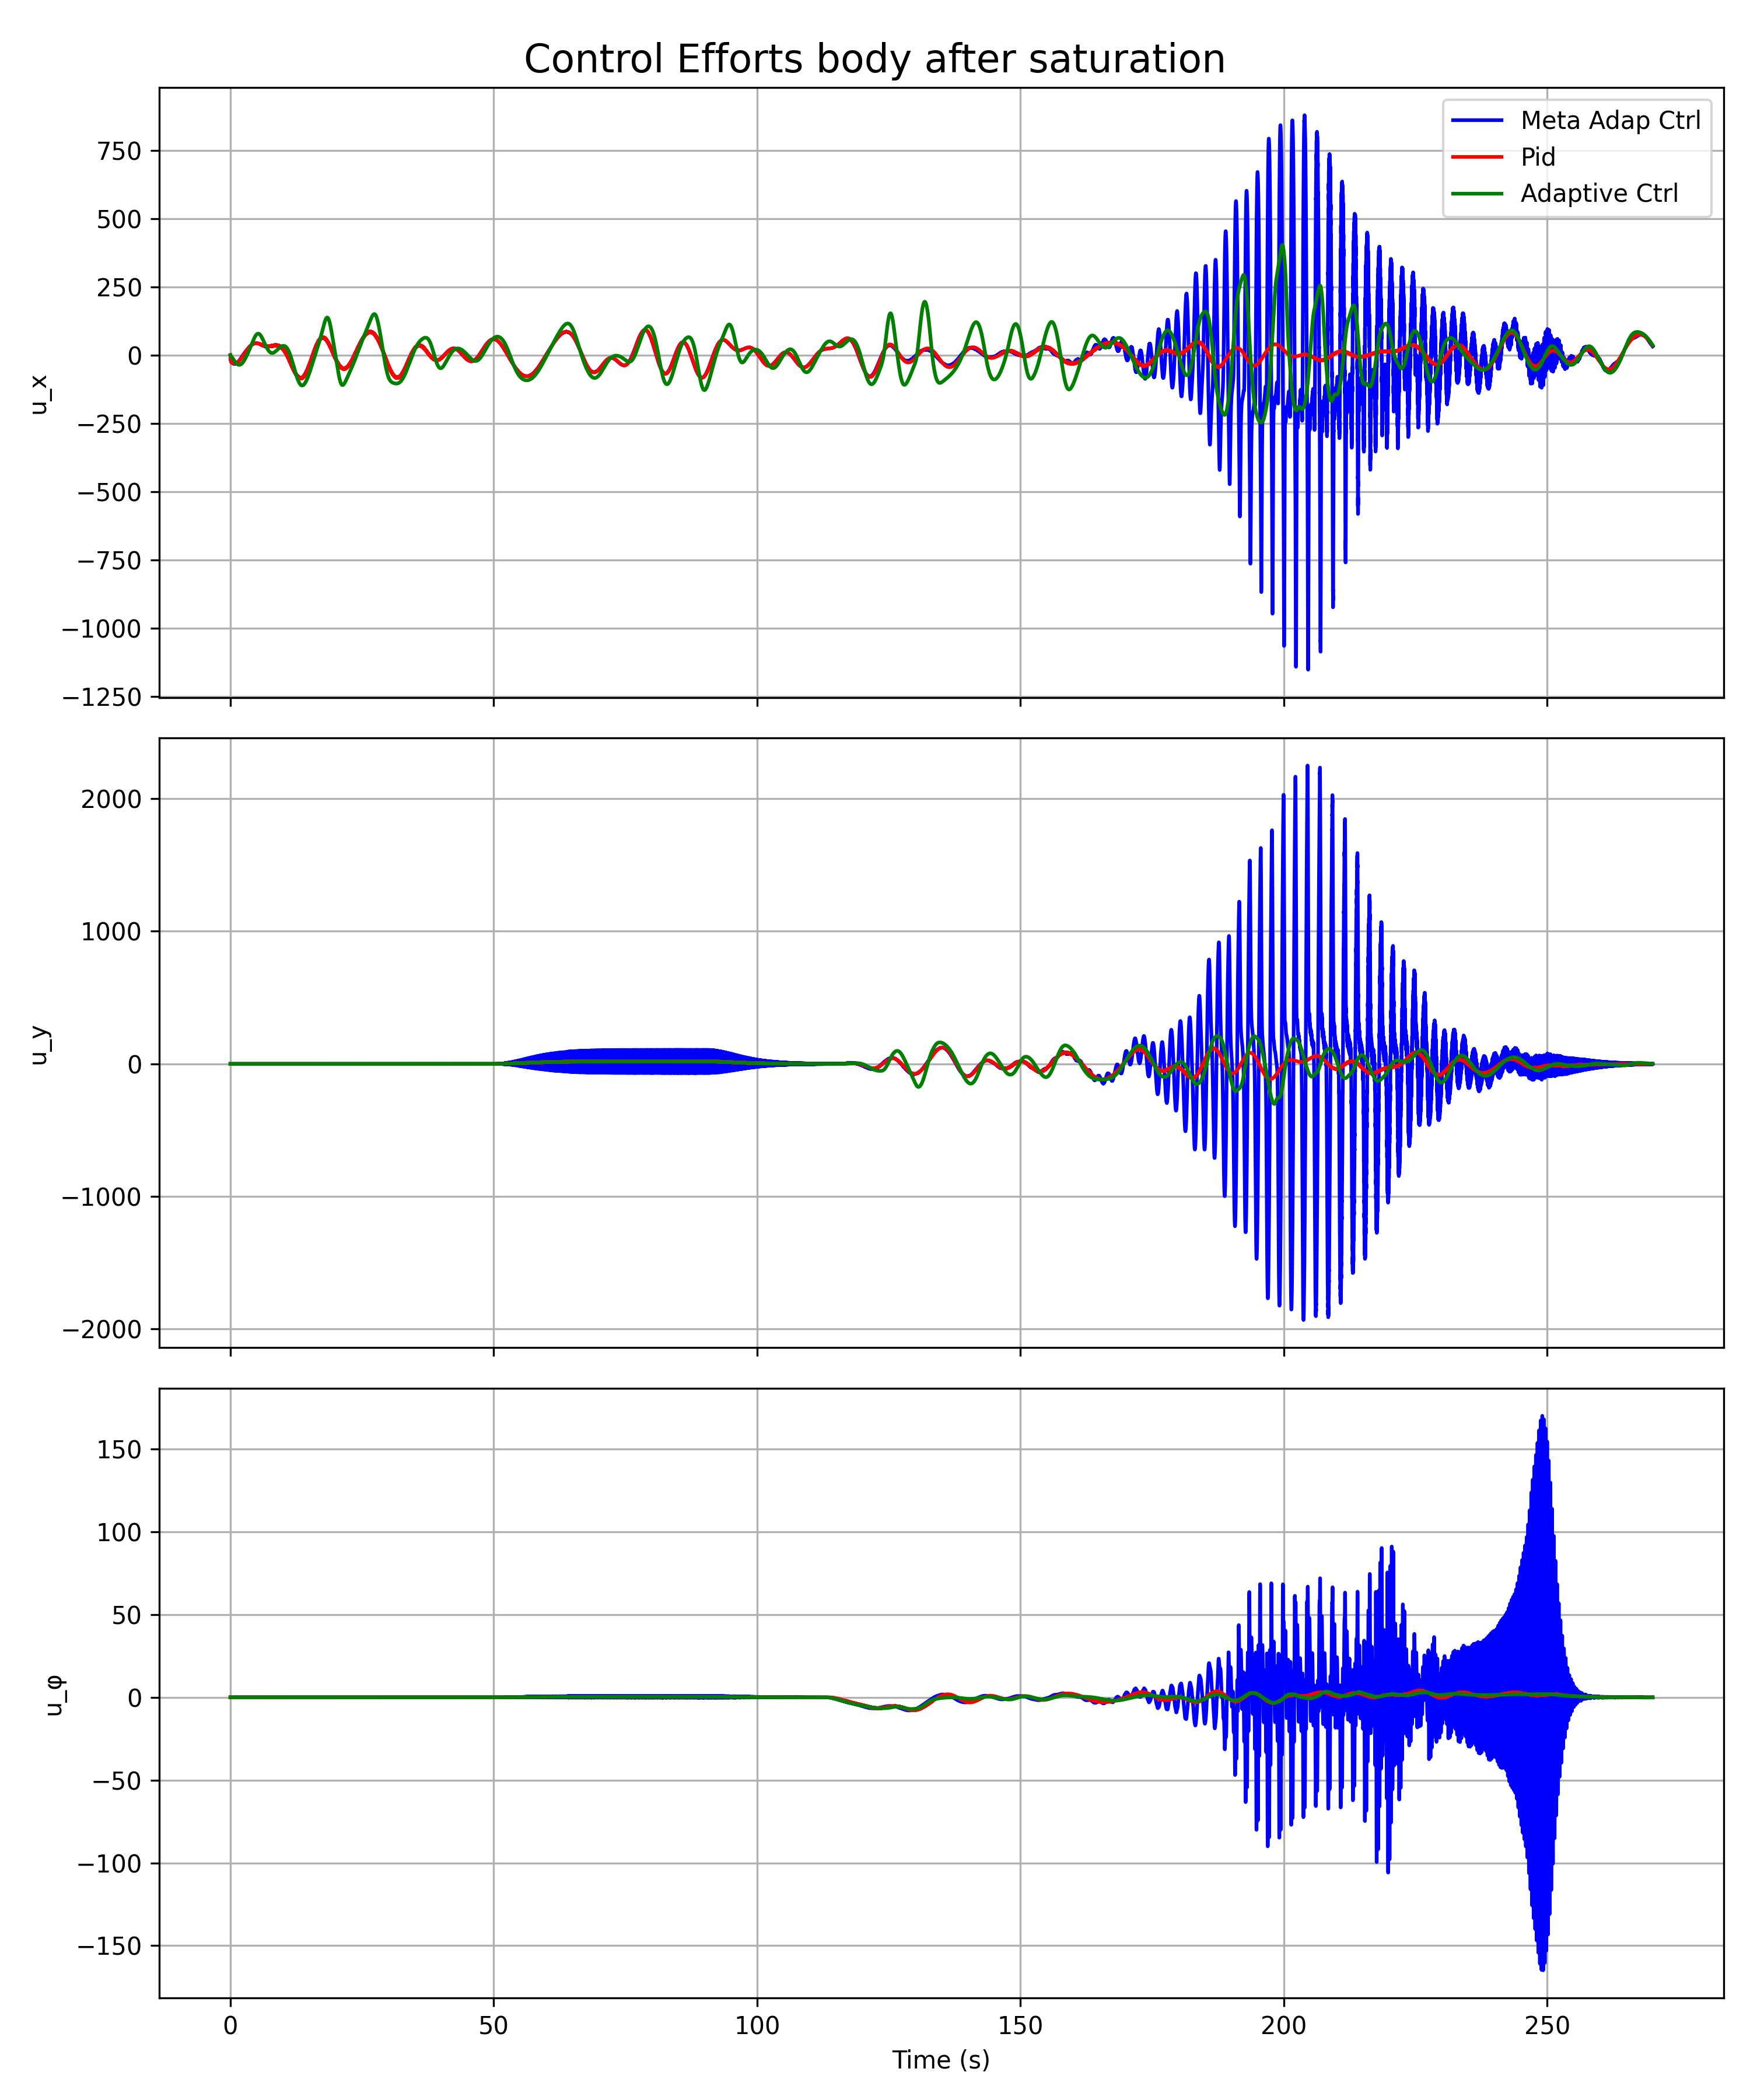 Control Efforts body after saturation
750
500
250
0
−250
−500
−750
−1000
−1250
u_x
Meta Adap Ctrl
Pid
Adaptive Ctrl
2000
1000
0
−1000
−2000
u_y
150
100
50
0
−50
−100
−150
u_φ
0 50 100 150 200 250
Time (s)